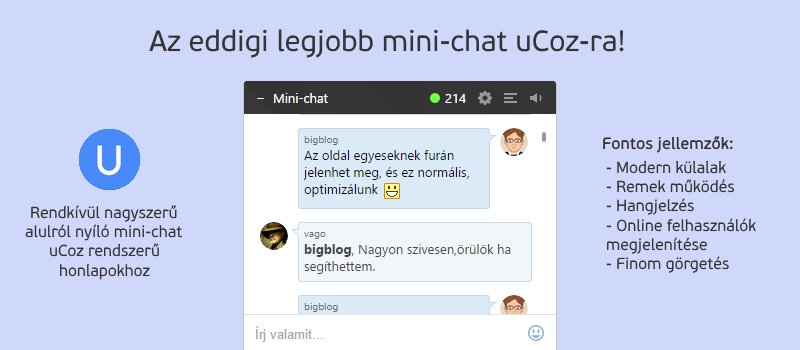 Az eddigi legjobb mini-chat uCoz-ra!
U
Rendkívül nagyszerű
alulról nyíló mini-chat
uCoz rendszerű
honlapokhoz
– Mini-chat 214
bigblog
Az oldal egyeseknek furán
jelenhet meg, és ez normális,
optimizálunk
vago
bigblog, Nagyon szivesen,örülök ha
segíthettem.
bigblog
Írj valamit...
Fontos jellemzők:
- Modern külalak
- Remek működés
- Hangjelzés
- Online felhasználók
megjelenítése
- Finom görgetés